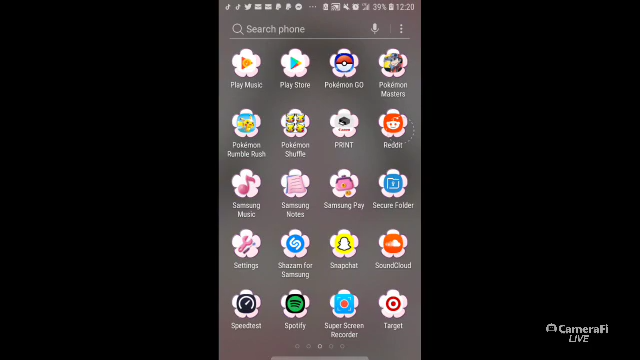 39% 12:20
Search phone
Play Music Play Store Pokémon GO Pokémon
Masters
Pokémon Pokémon PRINT Reddit
Rumble Rush Shuffle
Samsung Samsung Samsung Pay Secure Folder
Music Notes
Settings Shazam for Snapchat SoundCloud
Samsung
Speedtest Spotify Super Screen Target
Recorder
CameraFi
LIVE